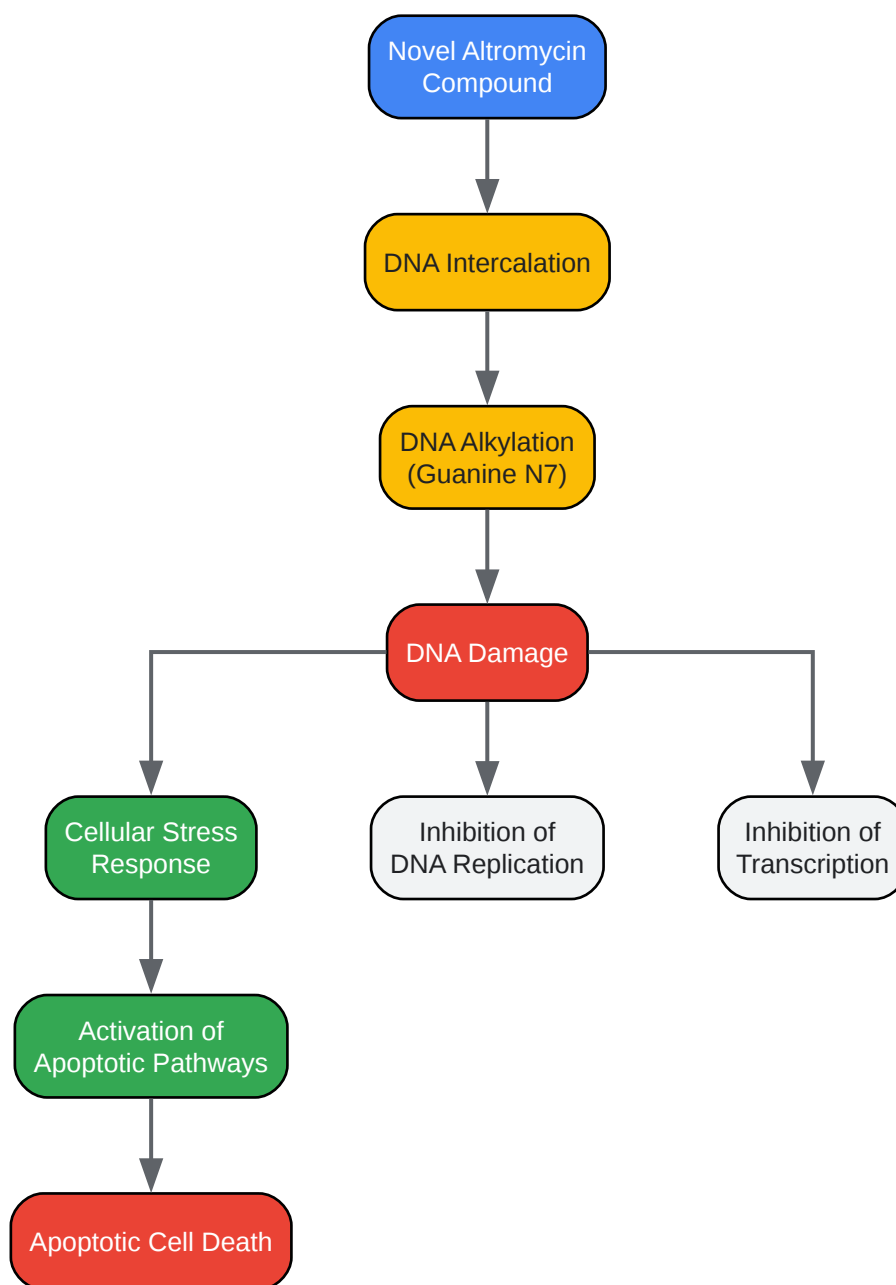 Novel Altromycin
Compound
DNA Intercalation
DNA Alkylation
(Guanine N7)
DNA Damage
Cellular Stress
Response
Inhibition of
DNA Replication
Inhibition of
Transcription
Activation of
Apoptotic Pathways
Apoptotic Cell Death